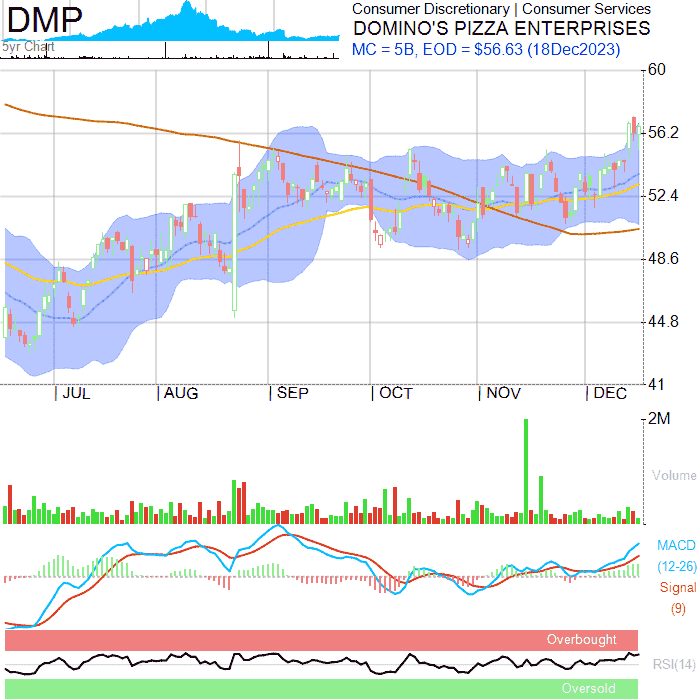 DMP
5yr Chart
Consumer Discretionary | Consumer Services
DOMINO'S PIZZA ENTERPRISES
MC = 5B, EOD = $56.63 (18Dec2023)
60
56.2
52.4
48.6
44.8
41
JUL AUG SEP OCT NOV DEC
2M
Volume
MACD
(12-26)
Signal
(9)
Overbought
RSI(14)
Oversold